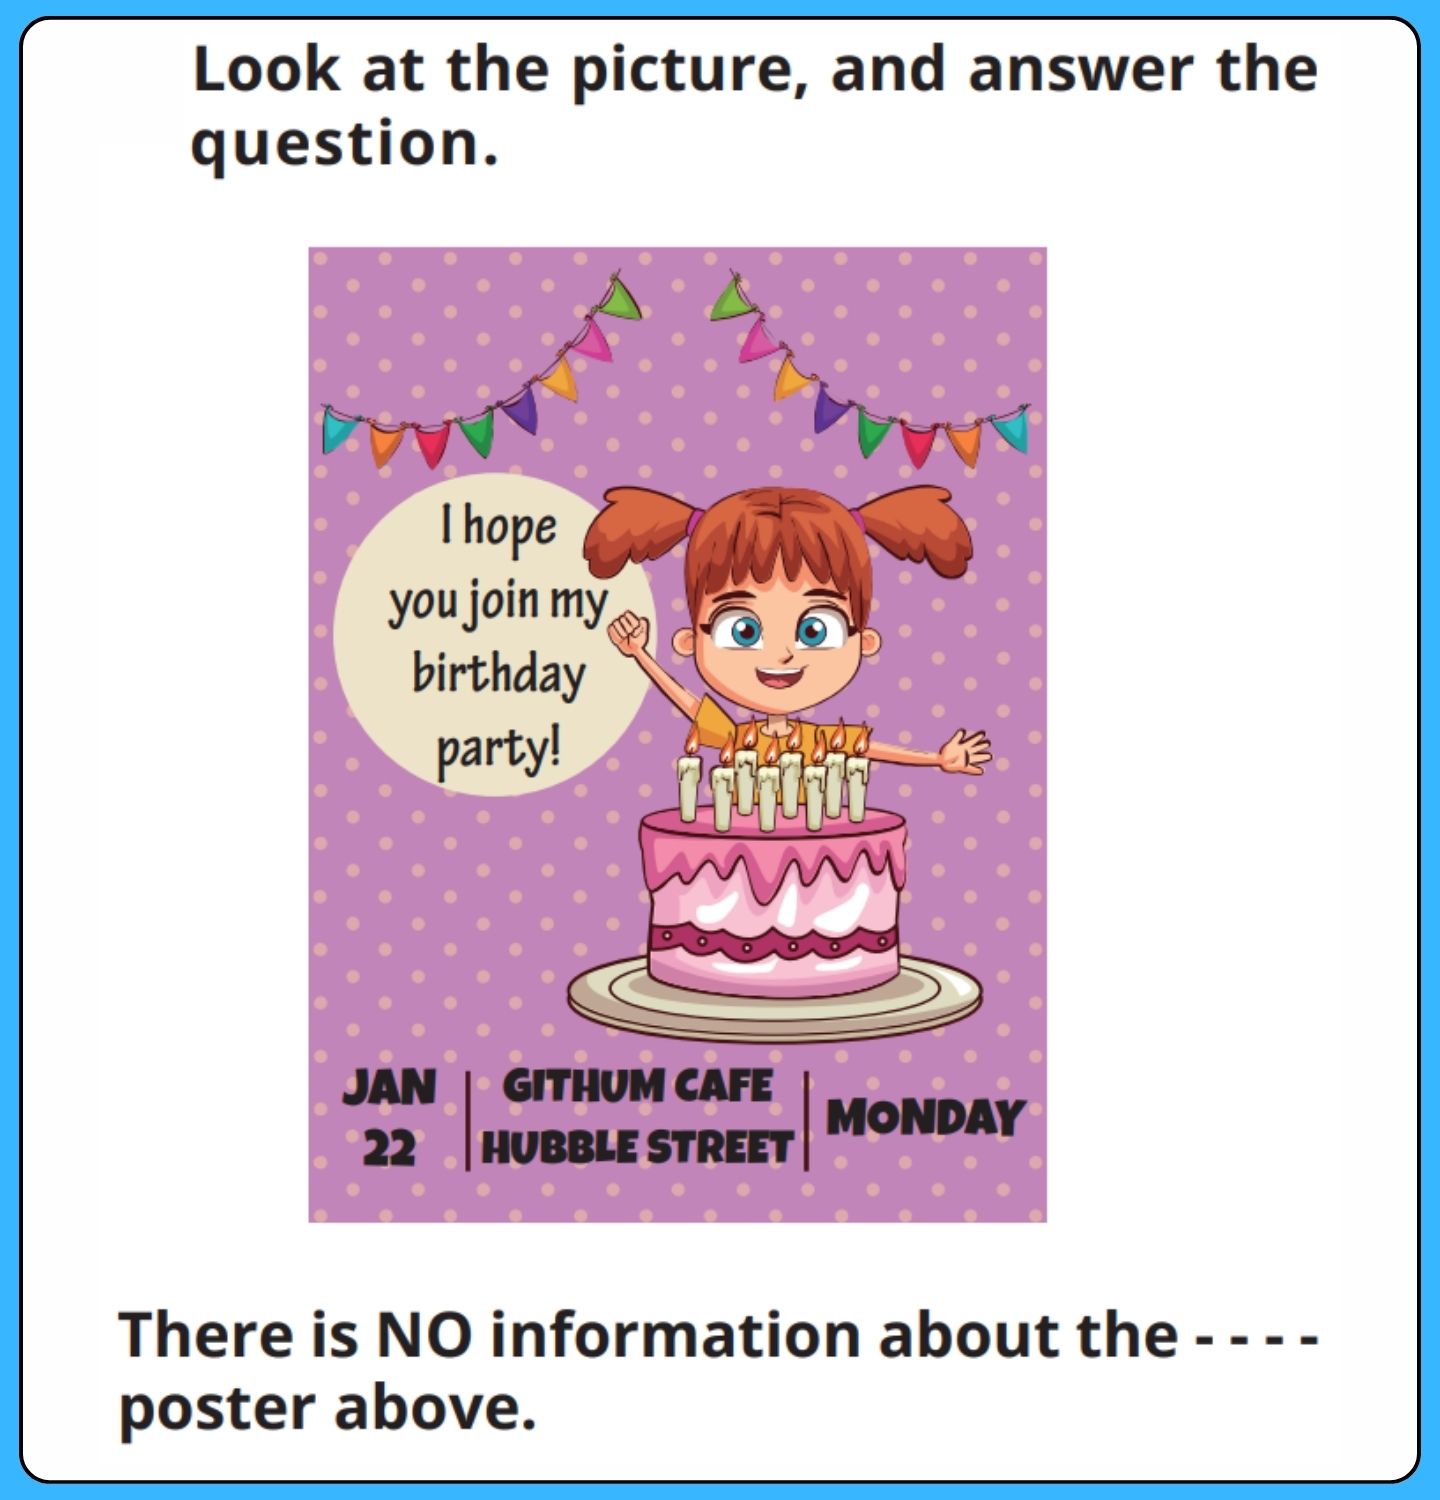 Look at the picture, and answer the
question.
I hope
you join my
birthday
party!
JAN
22
GITHUM CAFE
HUBBLE STREET
MONDAY
There is NO information about the - - - -
poster above.